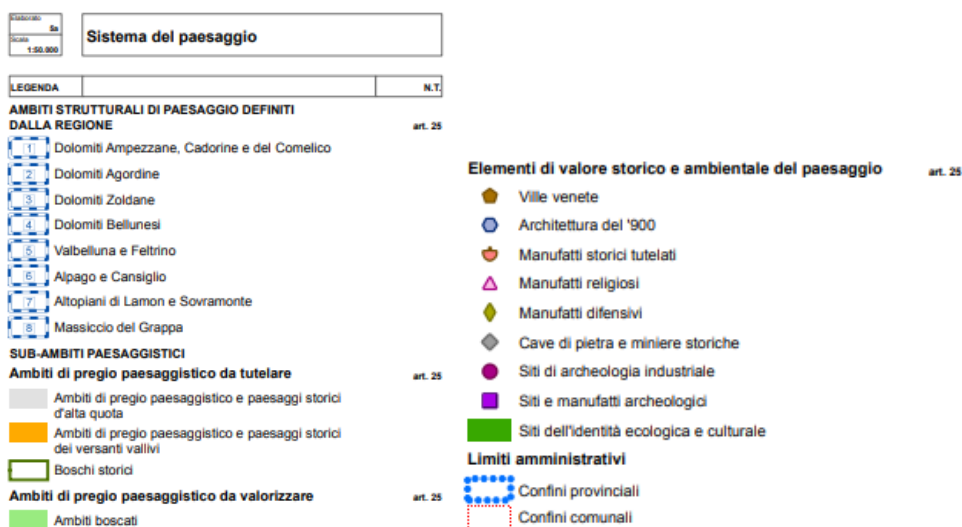 Elaborato
5a
Scala
1:50.000
Sistema del paesaggio
LEGENDA
N.T.
AMBITI STRUTTURALI DI PAESAGGIO DEFINITI
DALLA REGIONE art. 25
1 Dolomiti Ampezzane, Cadorine e del Comelico
2 Dolomiti Agordine
3 Dolomiti Zoldane
4 Dolomiti Bellunesi
5 Valbelluna e Feltrino
6 Alpago e Cansiglio
7 Altopiani di Lamon e Sovramonte
8 Massiccio del Grappa
SUB-AMBITI PAESAGGISTICI
Ambiti di pregio paesaggistico da tutelare art. 25
Ambiti di pregio paesaggistico e paesaggi storici
d'alta quota
Ambiti di pregio paesaggistico e paesaggi storici
dei versanti vallivi
Boschi storici
Ambiti di pregio paesaggistico da valorizzare art. 25
Ambiti boscati
Elementi di valore storico e ambientale del paesaggio art. 25
Ville venete
Architettura del '900
Manufatti storici tutelati
Manufatti religiosi
Manufatti difensivi
Cave di pietra e miniere storiche
Siti di archeologia industriale
Siti e manufatti archeologici
Siti dell'identità ecologica e culturale
Limiti amministrativi
Confini provinciali
Confini comunali